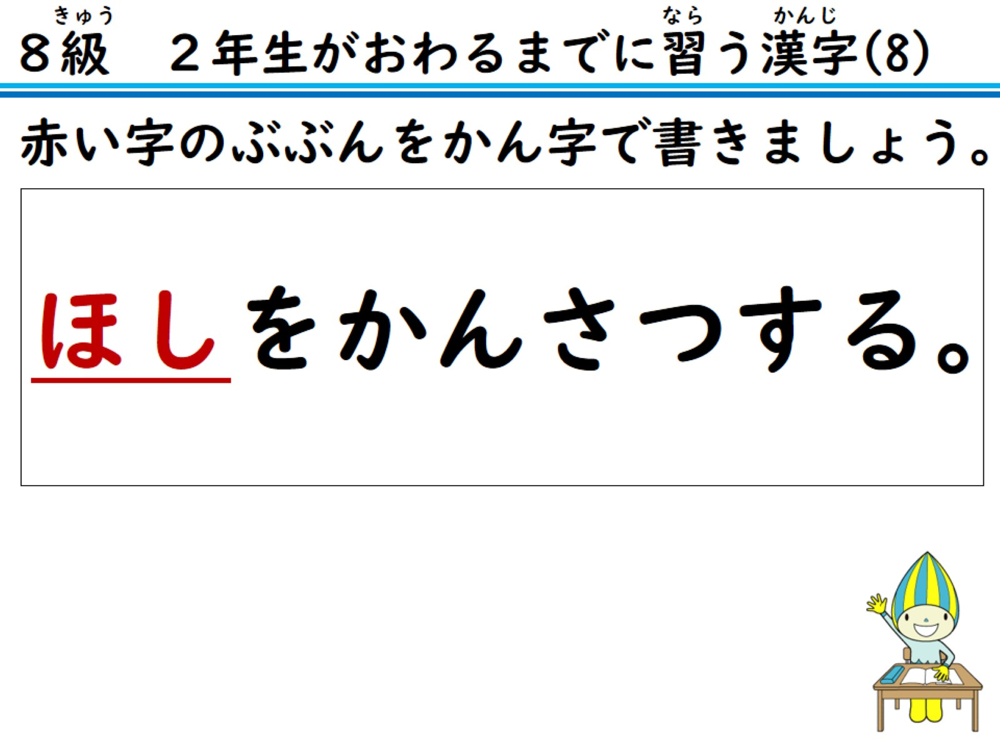 きゅう なら かんじ
８級　２年生がおわるまでに習う漢字(8)
赤い字のぶぶんをかん字で書きましょう。
ほしをかんさつする。